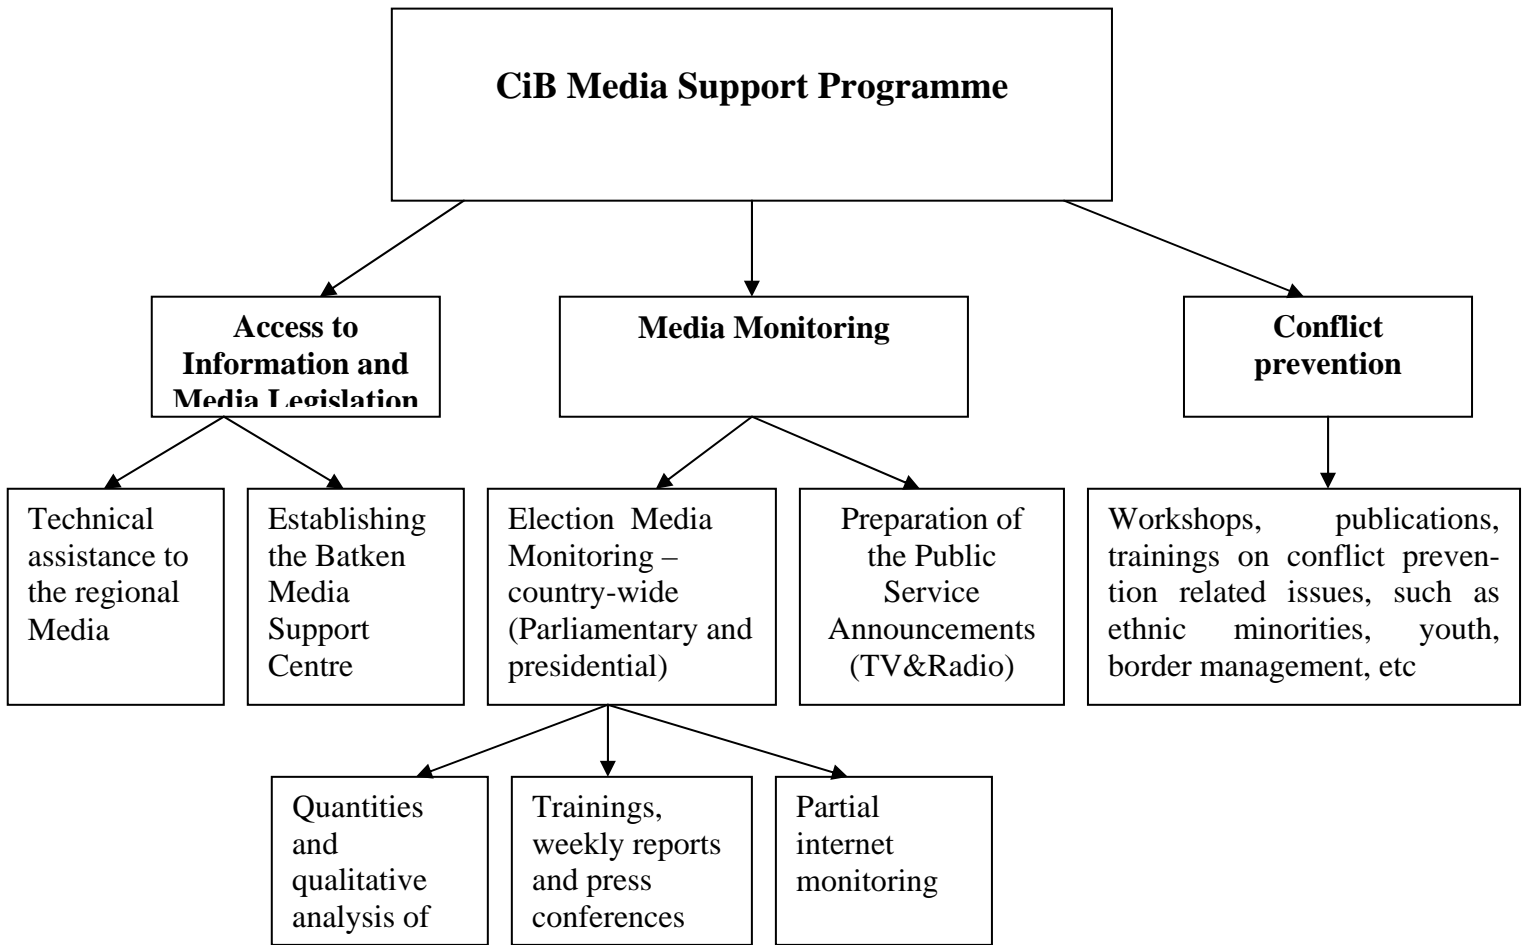 CiB Media Support Programme
Access to
Information and
Media Legislation
Media Monitoring
Conflict
prevention
Technical
assistance to
the regional
Media
Establishing
the Batken
Media
Support
Centre
Election Media
Monitoring –
country-wide
(Parliamentary and
presidential)
Preparation of
the Public
Service
Announcements
(TV&Radio)
Workshops, publications,
trainings on conflict preven-
tion related issues, such as
ethnic minorities, youth,
border management, etc
Quantities
and
qualitative
analysis of
Trainings,
weekly reports
and press
conferences
Partial
internet
monitoring